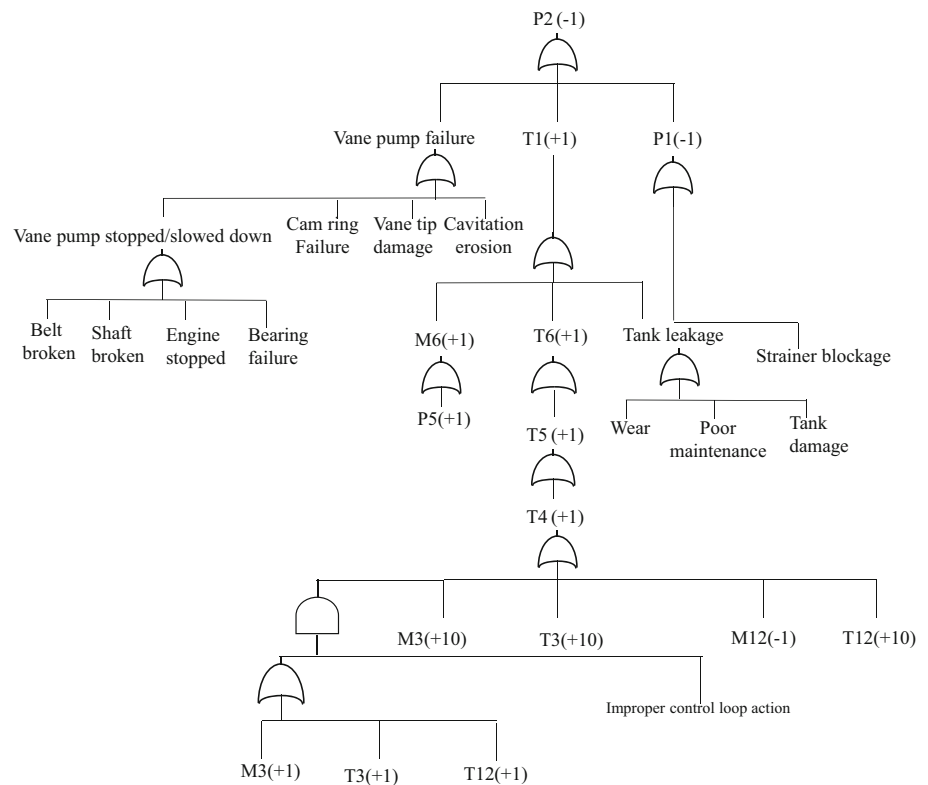 P2 (-1)
Vane pump failure
T1(+1)
P1(-1)
Vane pump stopped/slowed down
Cam ring
Failure
Vane tip
damage
Cavitation
erosion
Belt
broken
Shaft
broken
Engine
stopped
Bearing
failure
M6(+1)
T6(+1)
Tank leakage
Strainer blockage
P5(+1)
T5 (+1)
Wear
Poor
maintenance
Tank
damage
T4 (+1)
M3(+10)
T3(+10)
M12(-1)
T12(+10)
Improper control loop action
M3(+1)
T3(+1)
T12(+1)